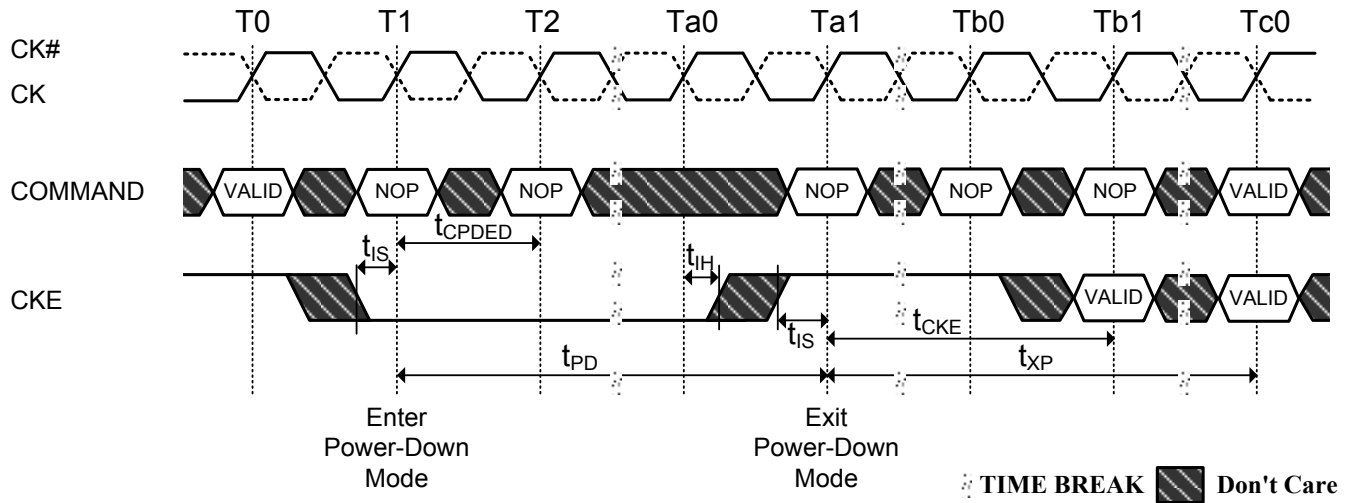 T0 T1 T2 Ta0 Ta1 Tb0 Tb1 Tc0
CK#
CK
COMMAND VALID NOP NOP NOP NOP NOP VALID
tCPDED
tIS tIH
CKE VALID VALID
tIS tCKE
tPD tXP
Enter
Power-Down
Mode
Exit
Power-Down
Mode
TIME BREAK Don't Care